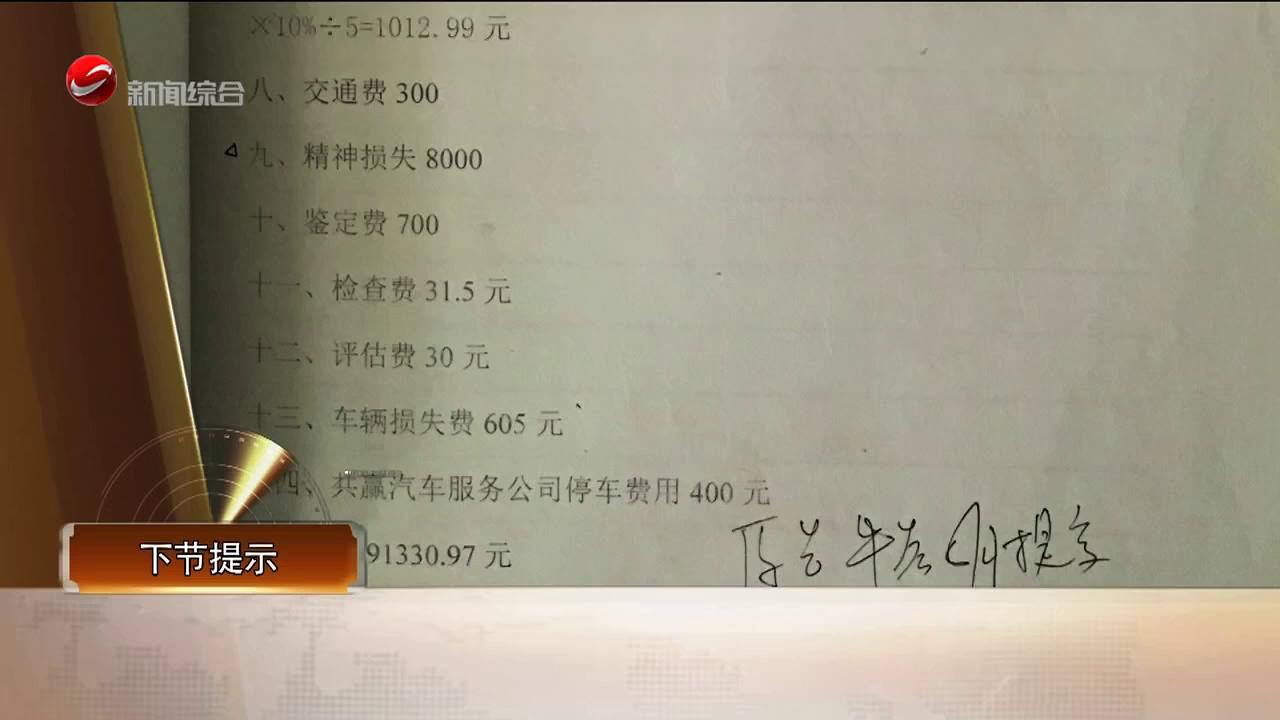 ×10%÷5=1012.99 元
新闻综合
八、交通费 300
九、精神损失 8000
十、鉴定费 700
十一、检查费 31.5 元
十二、评估费 30 元
十三、车辆损失费 605 元
四、共赢汽车服务公司停车费用 400 元
91330.97 元
下节提示